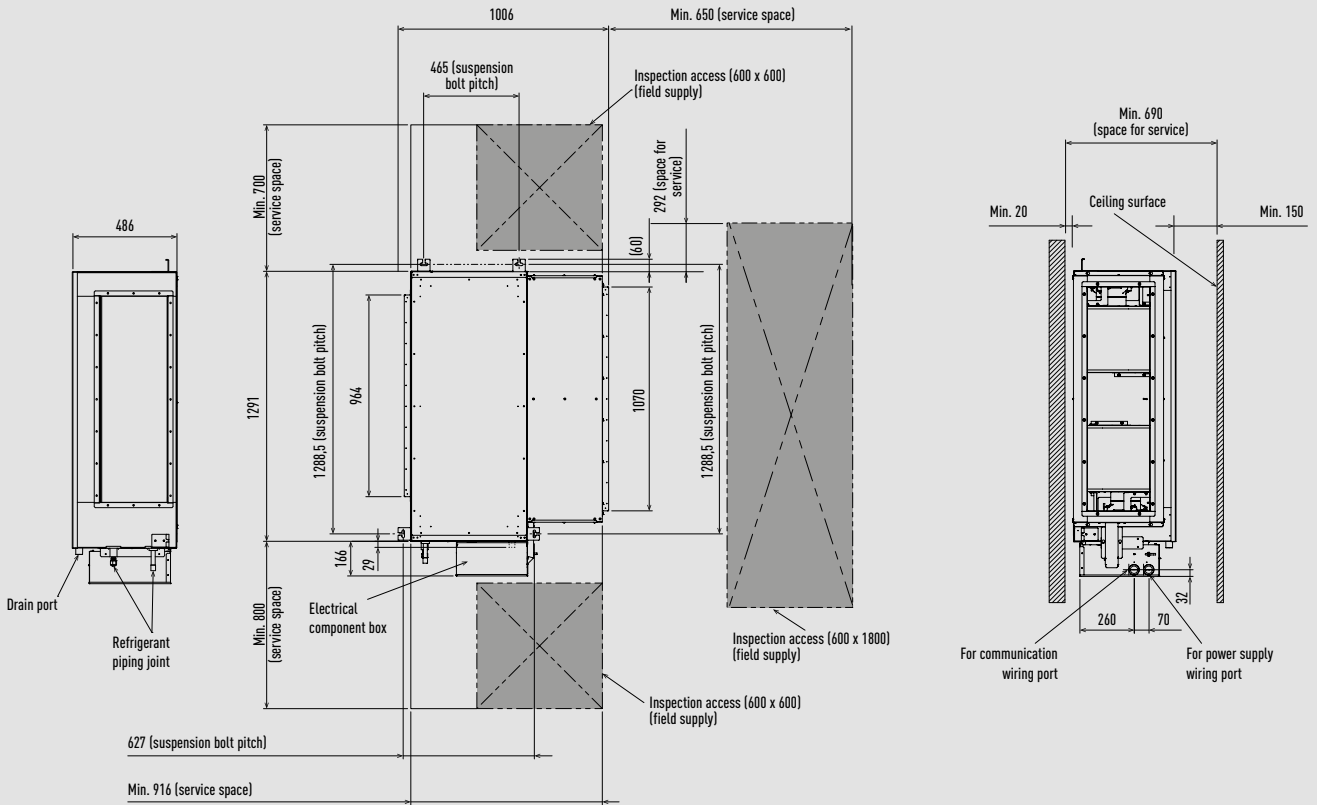 1006
Min. 650 (service space)
465 (suspension
bolt pitch)
Inspection access (600 x 600)
(field supply)
Min. 700
(service space)
292 (space for
service)
(60)
Min. 690
(space for service)
Min. 20
Ceiling surface
Min. 150
486
1291
1288,5 (suspension bolt pitch)
964
1070
1288,5 (suspension bolt pitch)
166
29
Drain port
Refrigerant
piping joint
Electrical
component box
Min. 800
(service space)
Inspection access (600 x 1800)
(field supply)
Inspection access (600 x 600)
(field supply)
260
70
32
For communication
wiring port
For power supply
wiring port
627 (suspension bolt pitch)
Min. 916 (service space)